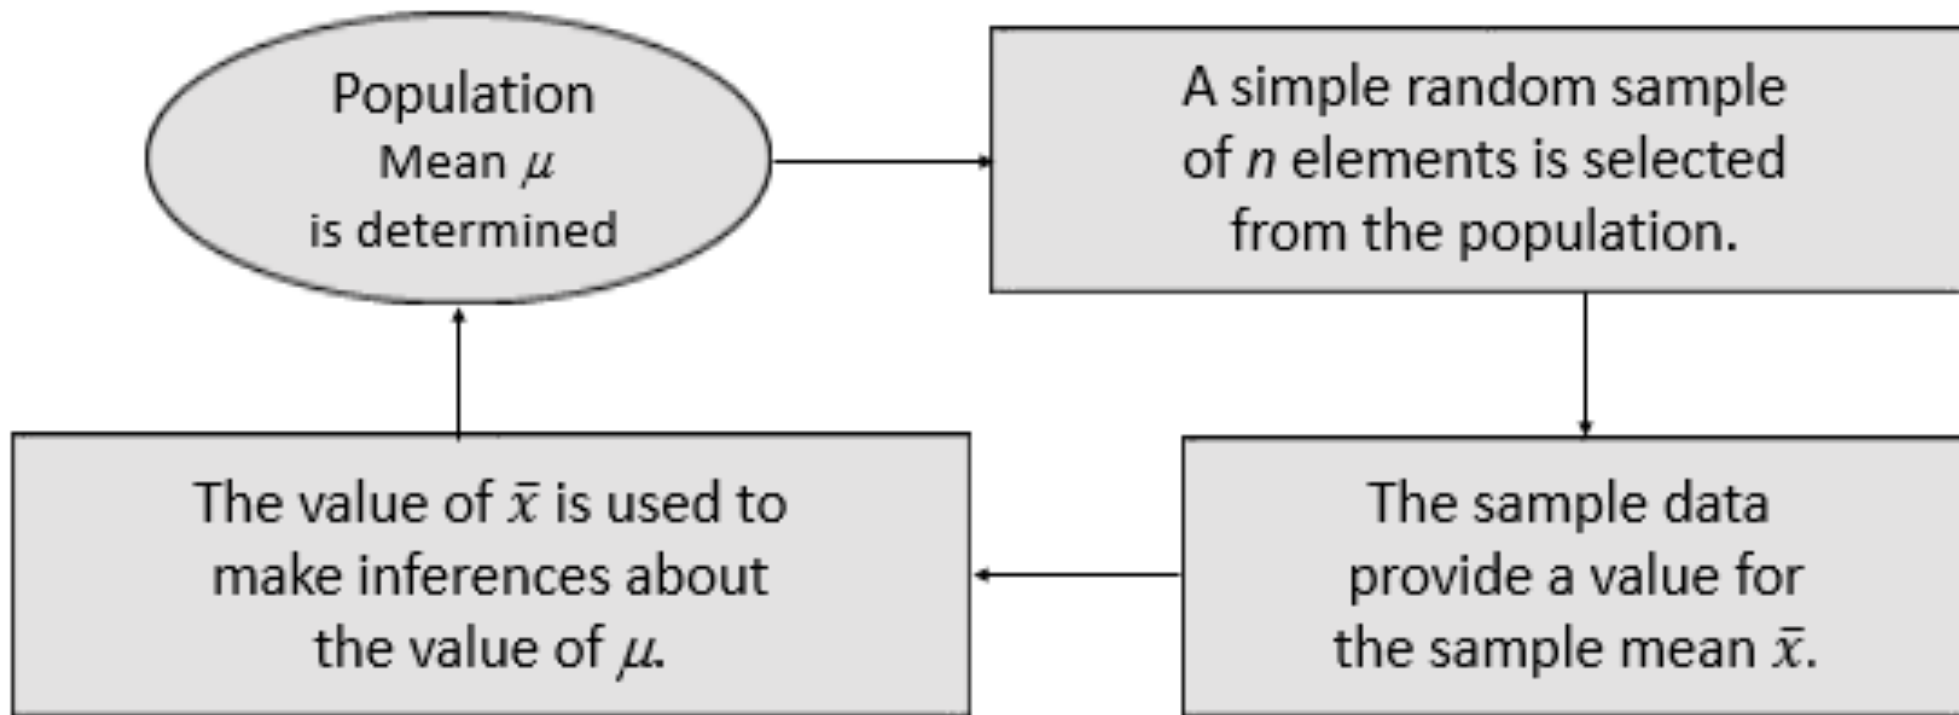 Population
Mean μ
is determined
A simple random sample
of n elements is selected
from the population.
The sample data
provide a value for
the sample mean x̄.
The value of x̄ is used to
make inferences about
the value of μ.